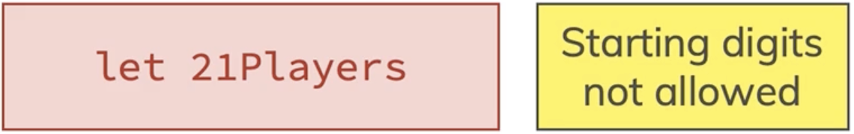 let 21Players
Starting digits
not allowed